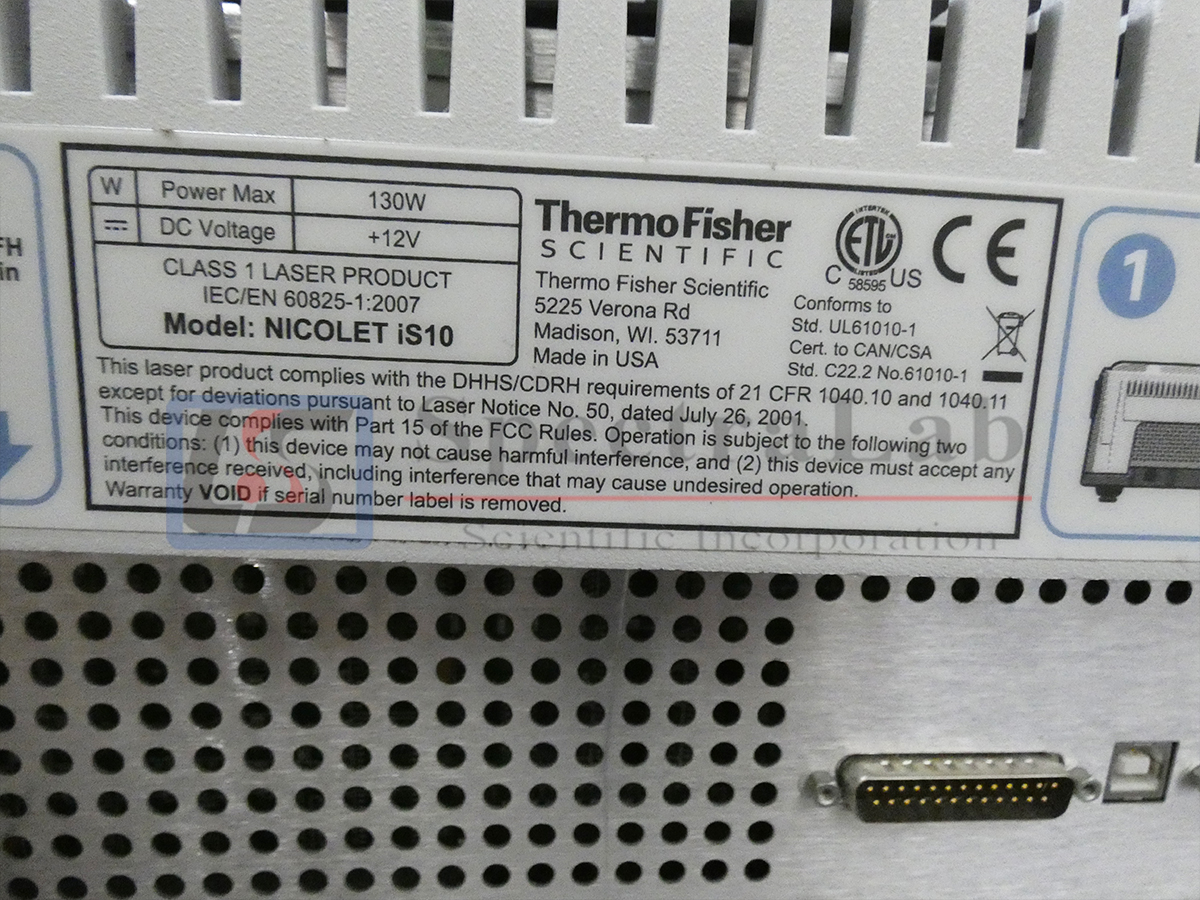 FH
in
W Power Max 130W
DC Voltage +12V
CLASS 1 LASER PRODUCT
IEC/EN 60825-1:2007
Model: NICOLET iS10
ThermoFisher
SCIENTIFIC
Thermo Fisher Scientific
5225 Verona Rd
Madison, WI. 53711
Made in USA
INTERTEK
ETL CM
LISTED
C US
58595
Conforms to
Std. UL61010-1
Cert. to CAN/CSA
Std. C22.2 No.61010-1
CE
This laser product complies with the DHHS/CDRH requirements of 21 CFR 1040.10 and 1040.11
except for deviations pursuant to Laser Notice No. 50, dated July 26, 2001.
This device complies with Part 15 of the FCC Rules. Operation is subject to the following two
conditions: (1) this device may not cause harmful interference, and (2) this device must accept any
interference received, including interference that may cause undesired operation.
Warranty VOID if serial number label is removed.
1
SpectraLab
Scientific Incorporation